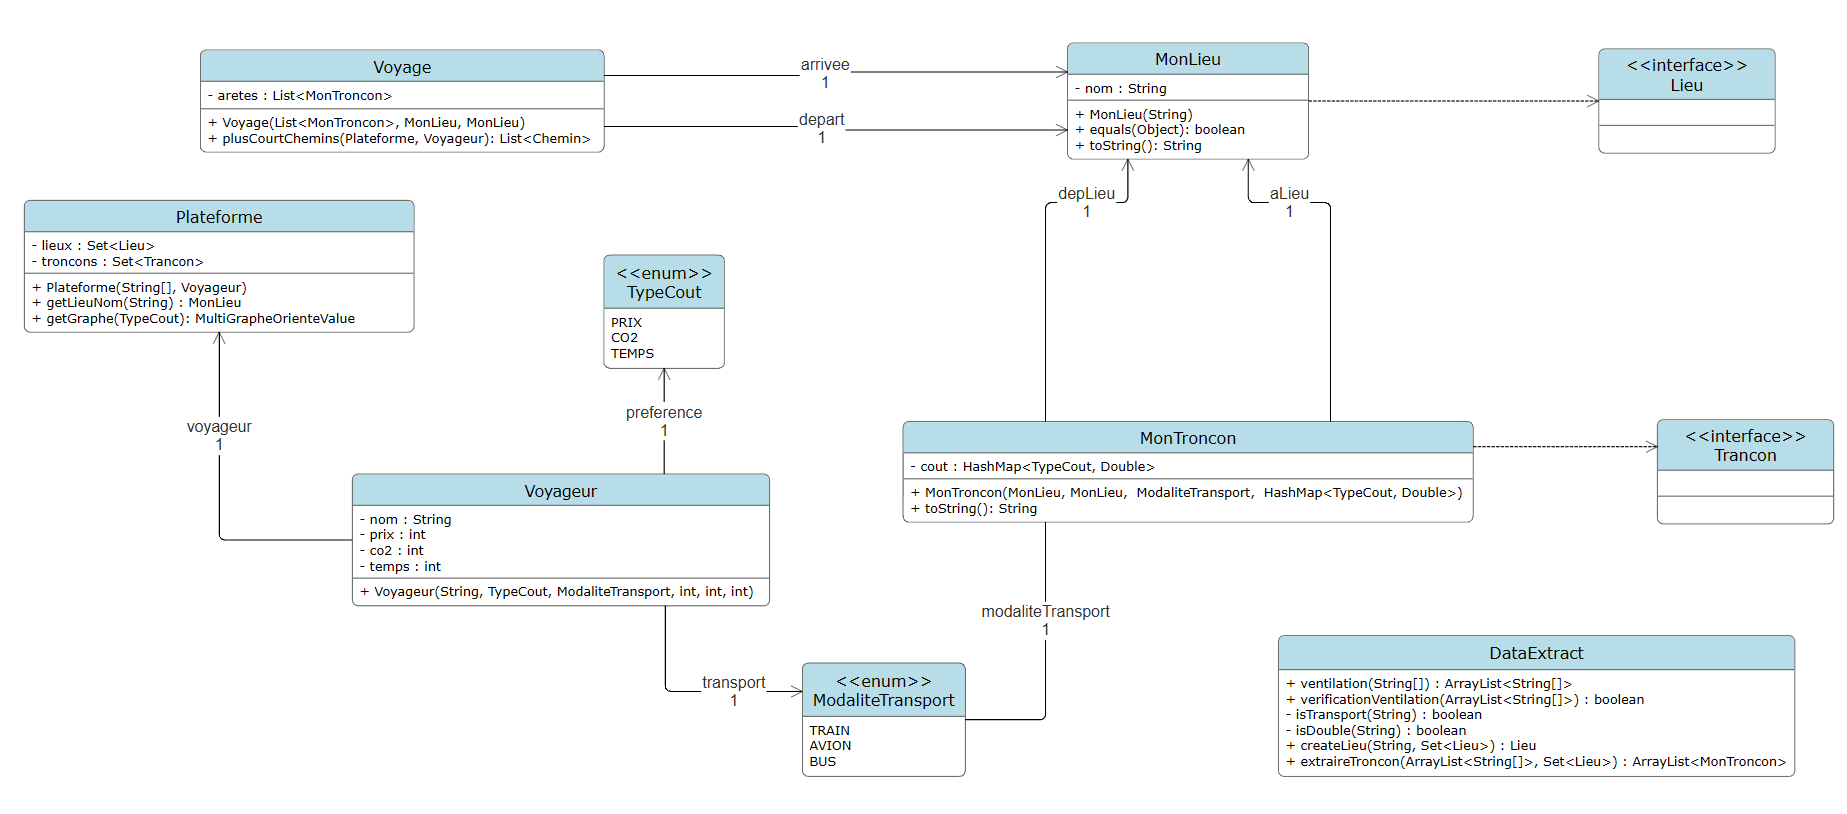 Voyage
- aretes : List<MonTroncon>
+ Voyage(List<MonTroncon>, MonLieu, MonLieu)
+ plusCourtChemins(Plateforme, Voyageur): List<Chemin>
arrivee
1
depart
1
MonLieu
- nom : String
+ MonLieu(String)
+ equals(Object): boolean
+ toString(): String
<<interface>>
Lieu
depLieu
1
aLieu
1
Plateforme
- lieux : Set<Lieu>
- troncons : Set<Trancon>
+ Plateforme(String[], Voyageur)
+ getLieuNom(String) : MonLieu
+ getGraphe(TypeCout): MultiGrapheOrienteValue
<<enum>>
TypeCout
PRIX
CO2
TEMPS
voyageur
1
preference
1
MonTroncon
- cout : HashMap<TypeCout, Double>
+ MonTroncon(MonLieu, MonLieu,  ModaliteTransport,  HashMap<TypeCout, Double>)
+ toString(): String
<<interface>>
Trancon
Voyageur
- nom : String
- prix : int
- co2 : int
- temps : int
+ Voyageur(String, TypeCout, ModaliteTransport, int, int, int)
modaliteTransport
1
transport
1
<<enum>>
ModaliteTransport
TRAIN
AVION
BUS
DataExtract
+ ventilation(String[]) : ArrayList<String[]>
+ verificationVentilation(ArrayList<String[]>) : boolean
- isTransport(String) : boolean
- isDouble(String) : boolean
+ createLieu(String, Set<Lieu>) : Lieu
+ extraireTroncon(ArrayList<String[]>, Set<Lieu>) : ArrayList<MonTroncon>